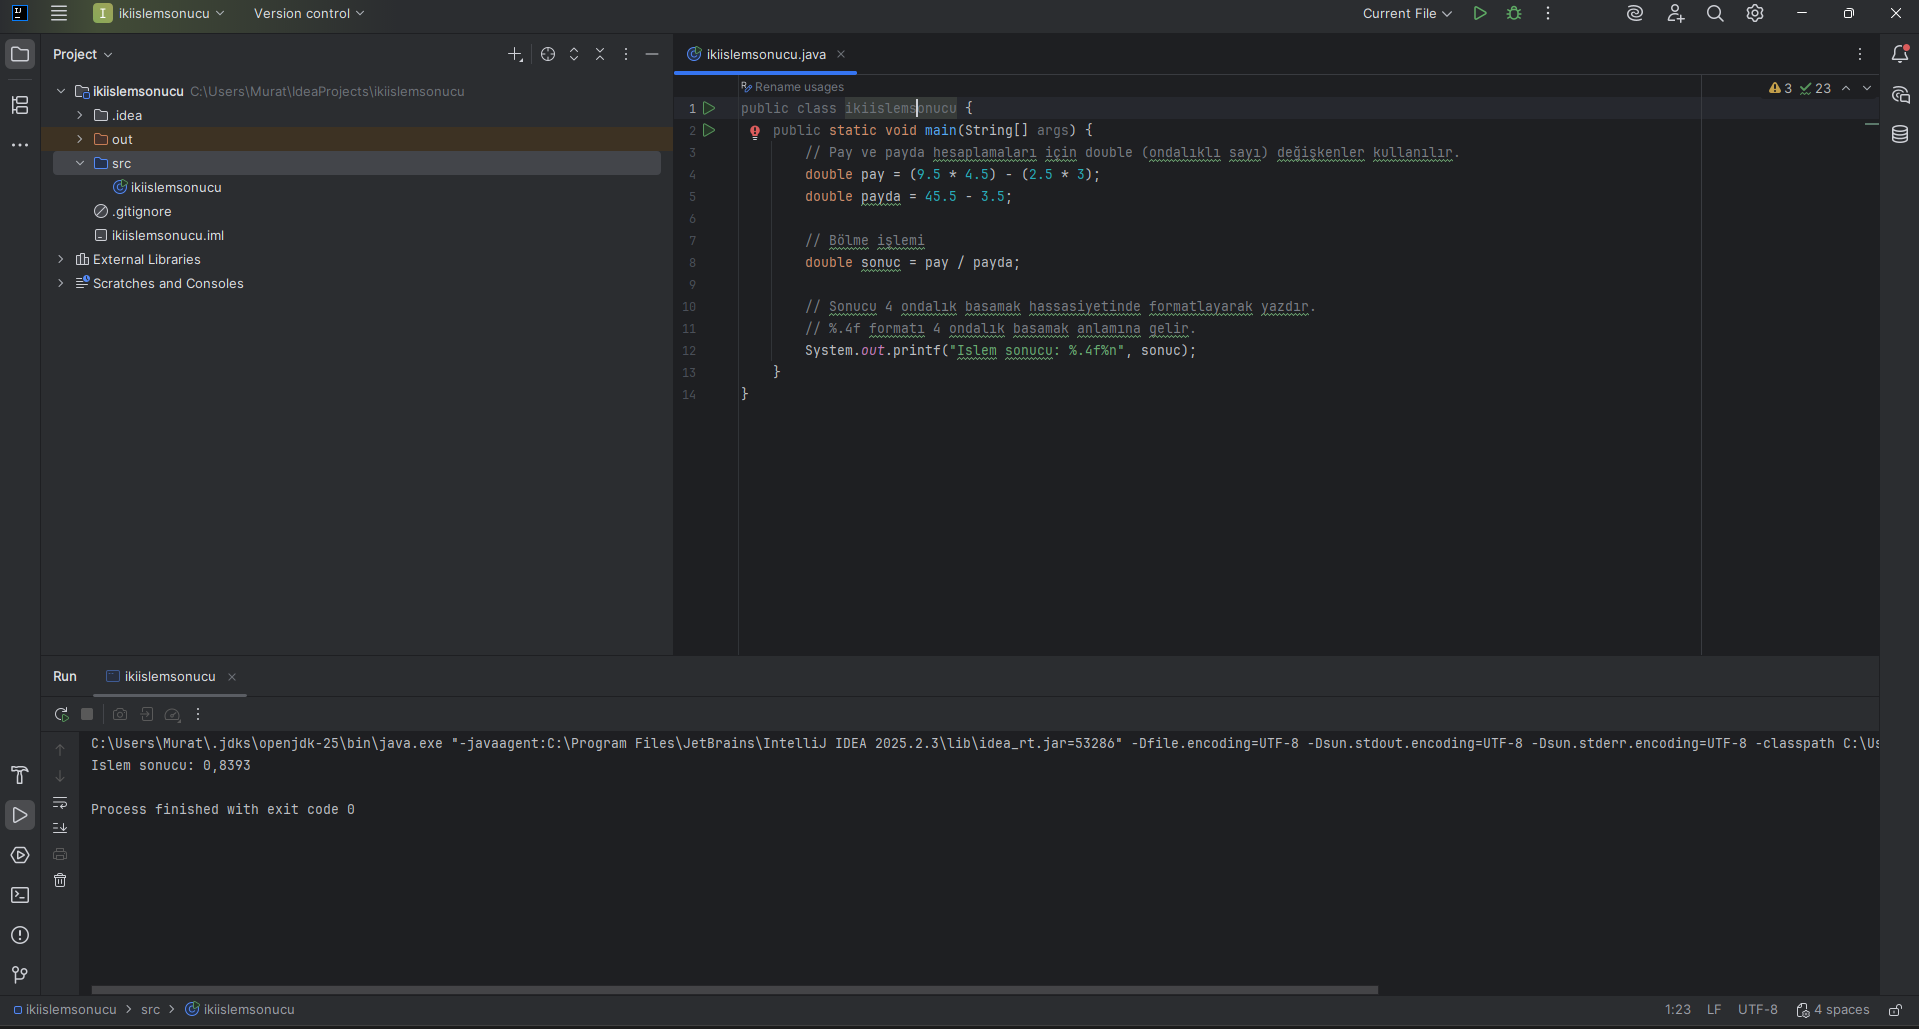 I ikiislemsonucu Version control Current File
Project
ikiislemsonucu C:\Users\Murat\IdeaProjects\ikiislemsonucu
.idea
out
src
ikiislemsonucu
.gitignore
ikiislemsonucu.iml
External Libraries
Scratches and Consoles
ikiislemsonucu.java
Rename usages
3 23
1 public class ikiislemsonucu {
2 public static void main(String[] args) {
3 // Pay ve payda hesaplamaları için double (ondalıklı sayı) değişkenler kullanılır.
4 double pay = (9.5 * 4.5) - (2.5 * 3);
5 double payda = 45.5 - 3.5;
6
7 // Bölme işlemi
8 double sonuc = pay / payda;
9
10 // Sonucu 4 ondalık basamak hassasiyetinde formatlayarak yazdır.
11 // %.4f formatı 4 ondalık basamak anlamına gelir.
12 System.out.printf("Islem sonucu: %.4f%n", sonuc);
13 }
14 }
Run ikiislemsonucu
C:\Users\Murat\.jdks\openjdk-25\bin\java.exe "-javaagent:C:\Program Files\JetBrains\IntelliJ IDEA 2025.2.3\lib\idea_rt.jar=53286" -Dfile.encoding=UTF-8 -Dsun.stdout.encoding=UTF-8 -Dsun.stderr.encoding=UTF-8 -classpath C:\Us
Islem sonucu: 0,8393
Process finished with exit code 0
ikiislemsonucu > src > ikiislemsonucu 1:23 LF UTF-8 4 spaces